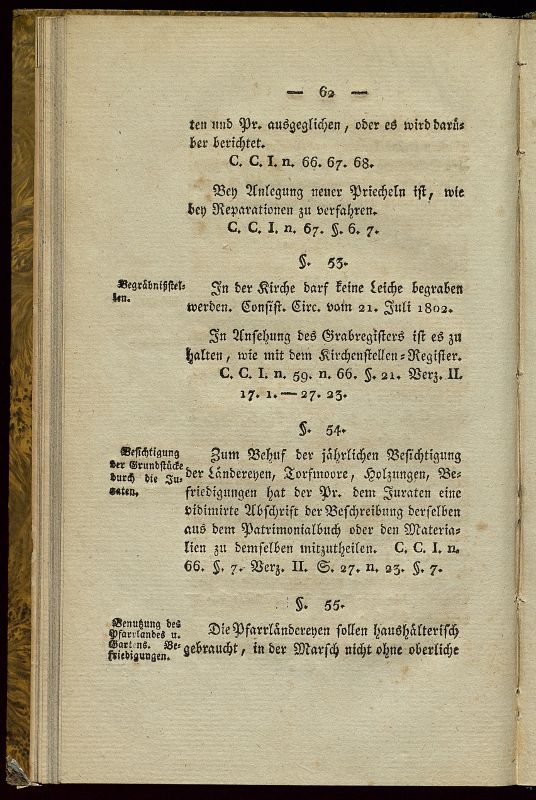 — 62 —
ten und Pr. ausgeglichen, oder es wird darü-
ber berichtet.
C. C. I. n. 66. 67. 68.
Bey Anlegung neuer Priecheln ist, wie
bey Reparationen zu verfahren.
C. C. I. n. 67. §. 6. 7.
§. 53.
Begräbnißstel-
len.
In der Kirche darf keine Leiche begraben
werden. Consist. Circ. vom 21. Juli 1802.
In Ansehung des Grabregisters ist es zu
halten, wie mit dem Kirchenstellen-Register.
C. C. I. n. 59. n. 66. §. 21. Verz. II.
17. 1. — 27. 23.
§. 54.
Besichtigung
der Grundstücke
durch die Ju-
raten.
Zum Behuf der jährlichen Besichtigung
der Ländereyen, Torfmoore, Holzungen, Be-
friedigungen hat der Pr. dem Juraten eine
vidimirte Abschrift der Beschreibung derselben
aus dem Patrimonialbuch oder den Materia-
lien zu demselben mitzutheilen. C. C. I. n.
66. §. 7. Verz. II. S. 27. n. 23. §. 7.
§. 55.
Benutzung des
Pfarrlandes u.
Gartens. Be-
friedigungen.
Die Pfarrländereyen sollen haushälterisch
gebraucht, in der Marsch nicht ohne oberliche